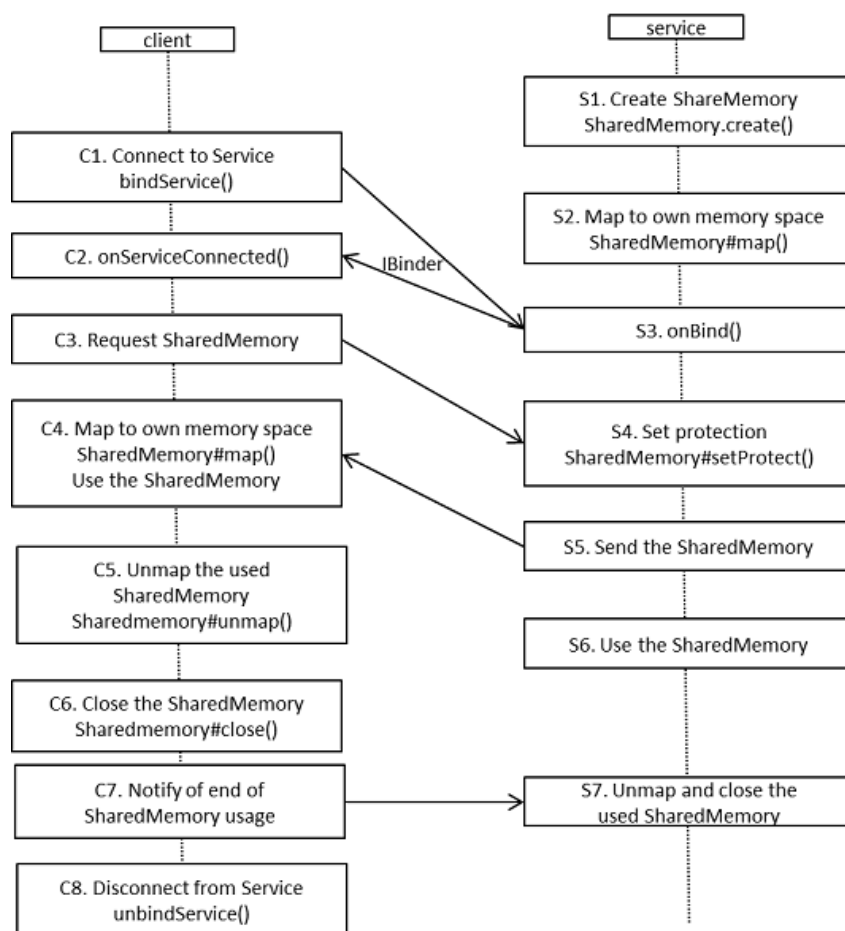 client
service
S1. Create ShareMemory
SharedMemory.create()
C1. Connect to Service
bindService()
S2. Map to own memory space
SharedMemory#map()
C2. onServiceConnected()
IBinder
S3. onBind()
C3. Request SharedMemory
C4. Map to own memory space
SharedMemory#map()
Use the SharedMemory
S4. Set protection
SharedMemory#setProtect()
S5. Send the SharedMemory
C5. Unmap the used
SharedMemory
Sharedmemory#unmap()
S6. Use the SharedMemory
C6. Close the SharedMemory
Sharedmemory#close()
C7. Notify of end of
SharedMemory usage
S7. Unmap and close the
used SharedMemory
C8. Disconnect from Service
unbindService()